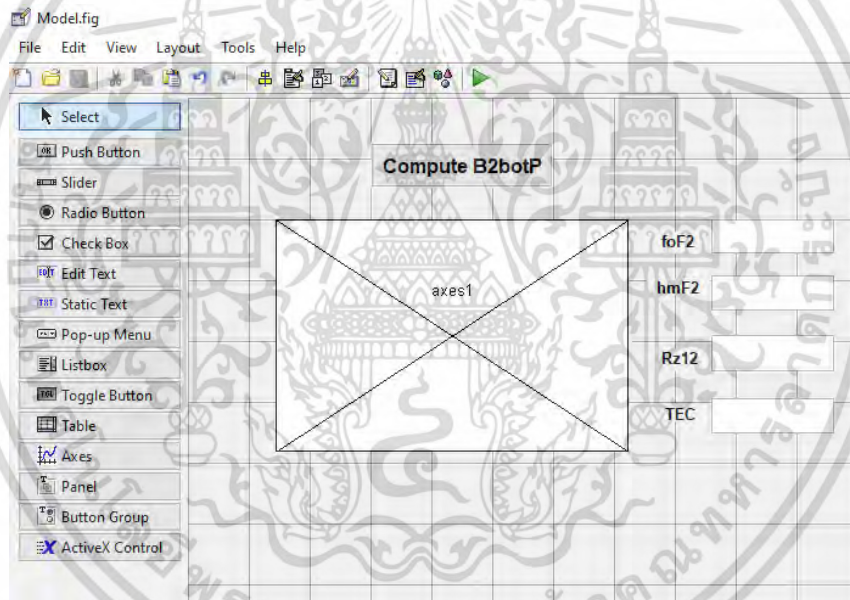 Model.fig
File Edit View Layout Tools Help
Select
Push Button
Slider
Radio Button
Check Box
Edit Text
Static Text
Pop-up Menu
Listbox
Toggle Button
Table
Axes
Panel
Button Group
ActiveX Control
Compute B2botP
axes1
foF2
hmF2
Rz12
TEC